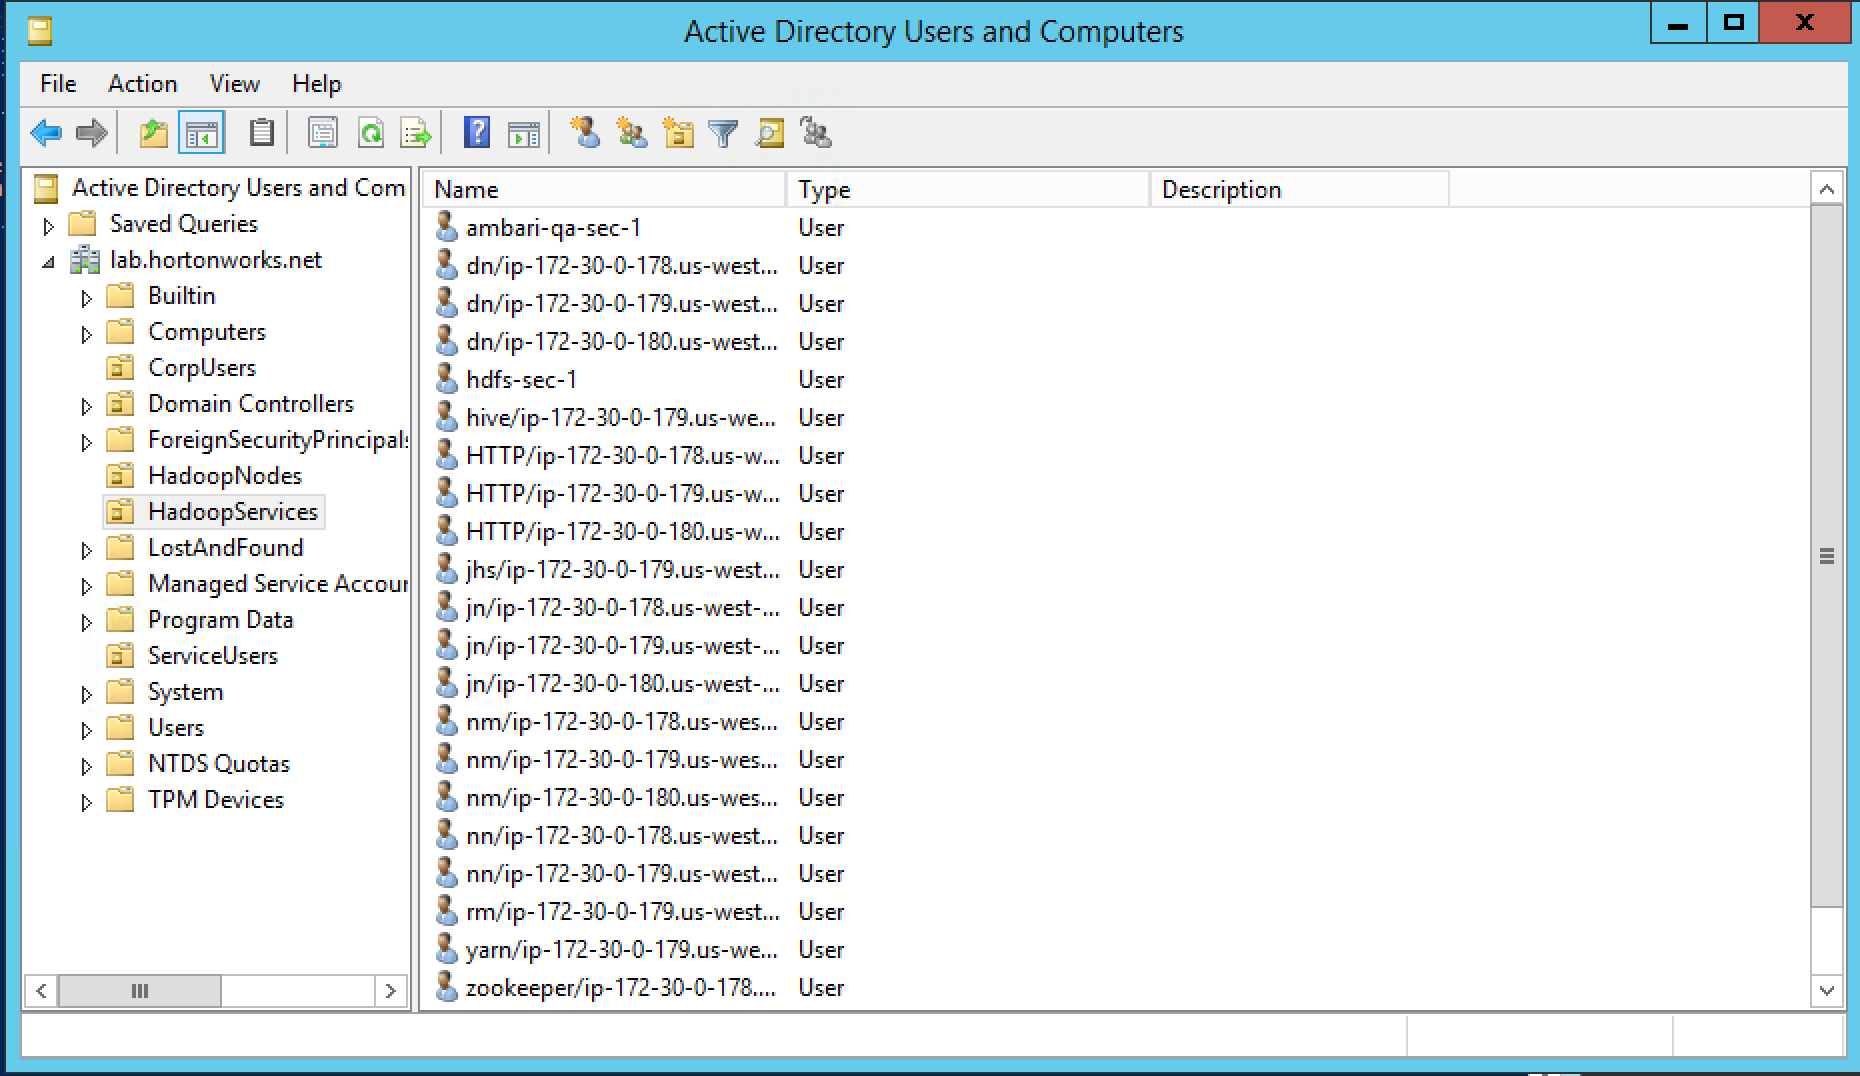 Active Directory Users and Computers
File Action View Help
Active Directory Users and Com
Saved Queries
lab.hortonworks.net
Builtin
Computers
CorpUsers
Domain Controllers
ForeignSecurityPrincipals
HadoopNodes
HadoopServices
LostAndFound
Managed Service Accour
Program Data
ServiceUsers
System
Users
NTDS Quotas
TPM Devices
Name Type Description
ambari-qa-sec-1 User
dn/ip-172-30-0-178.us-west... User
dn/ip-172-30-0-179.us-west... User
dn/ip-172-30-0-180.us-west... User
hdfs-sec-1 User
hive/ip-172-30-0-179.us-we... User
HTTP/ip-172-30-0-178.us-w... User
HTTP/ip-172-30-0-179.us-w... User
HTTP/ip-172-30-0-180.us-w... User
jhs/ip-172-30-0-179.us-west... User
jn/ip-172-30-0-178.us-west-... User
jn/ip-172-30-0-179.us-west-... User
jn/ip-172-30-0-180.us-west-... User
nm/ip-172-30-0-178.us-wes... User
nm/ip-172-30-0-179.us-wes... User
nm/ip-172-30-0-180.us-wes... User
nn/ip-172-30-0-178.us-west... User
nn/ip-172-30-0-179.us-west... User
rm/ip-172-30-0-179.us-west... User
yarn/ip-172-30-0-179.us-we... User
zookeeper/ip-172-30-0-178.... User